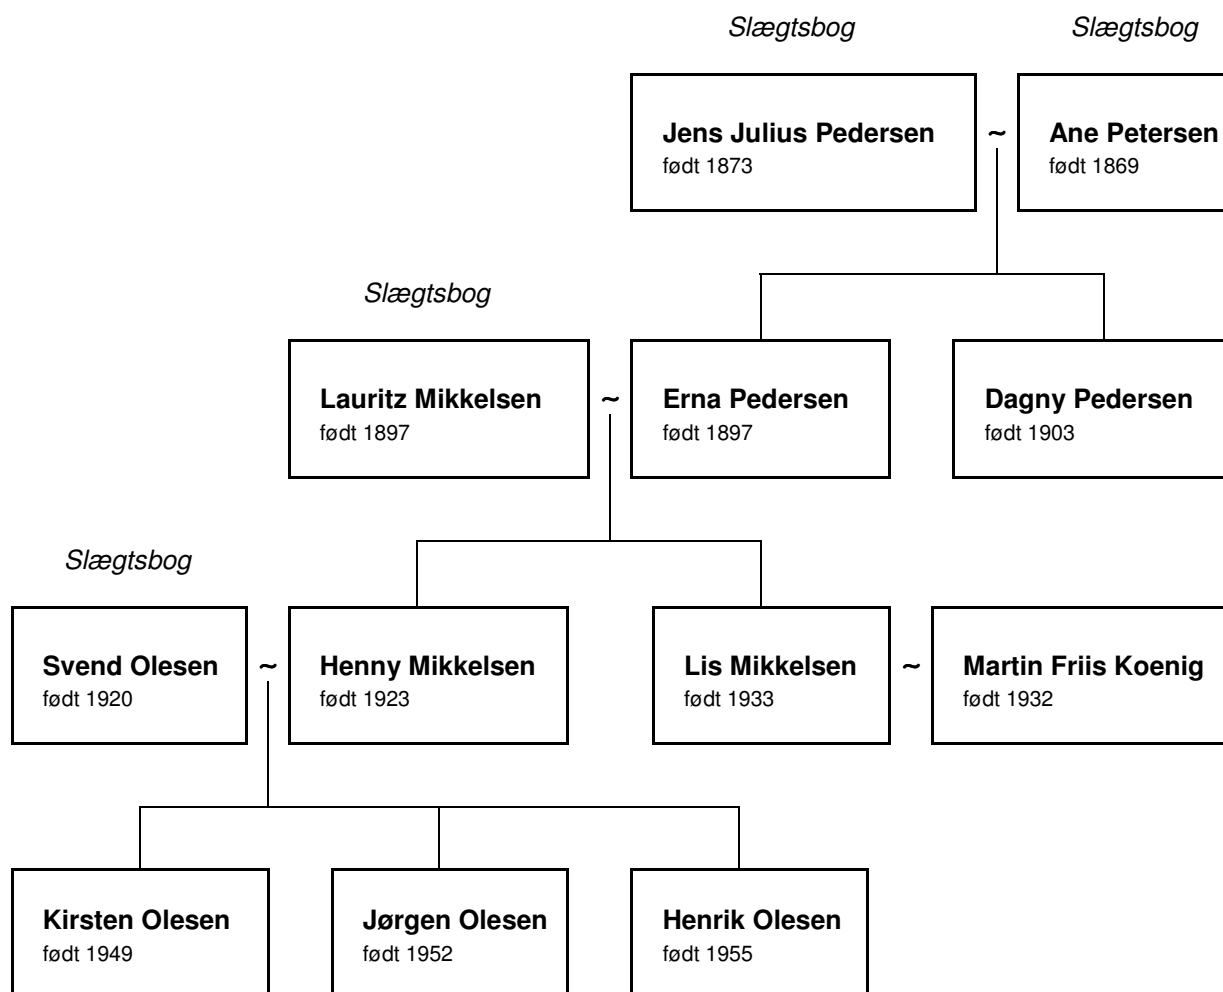 Slægtsbog
Slægtsbog
Jens Julius Pedersen
født 1873
~
Ane Petersen
født 1869
Slægtsbog
Lauritz Mikkelsen
født 1897
~
Erna Pedersen
født 1897
Dagny Pedersen
født 1903
Slægtsbog
Svend Olesen
født 1920
~
Henny Mikkelsen
født 1923
Lis Mikkelsen
født 1933
~
Martin Friis Koenig
født 1932
Kirsten Olesen
født 1949
Jørgen Olesen
født 1952
Henrik Olesen
født 1955